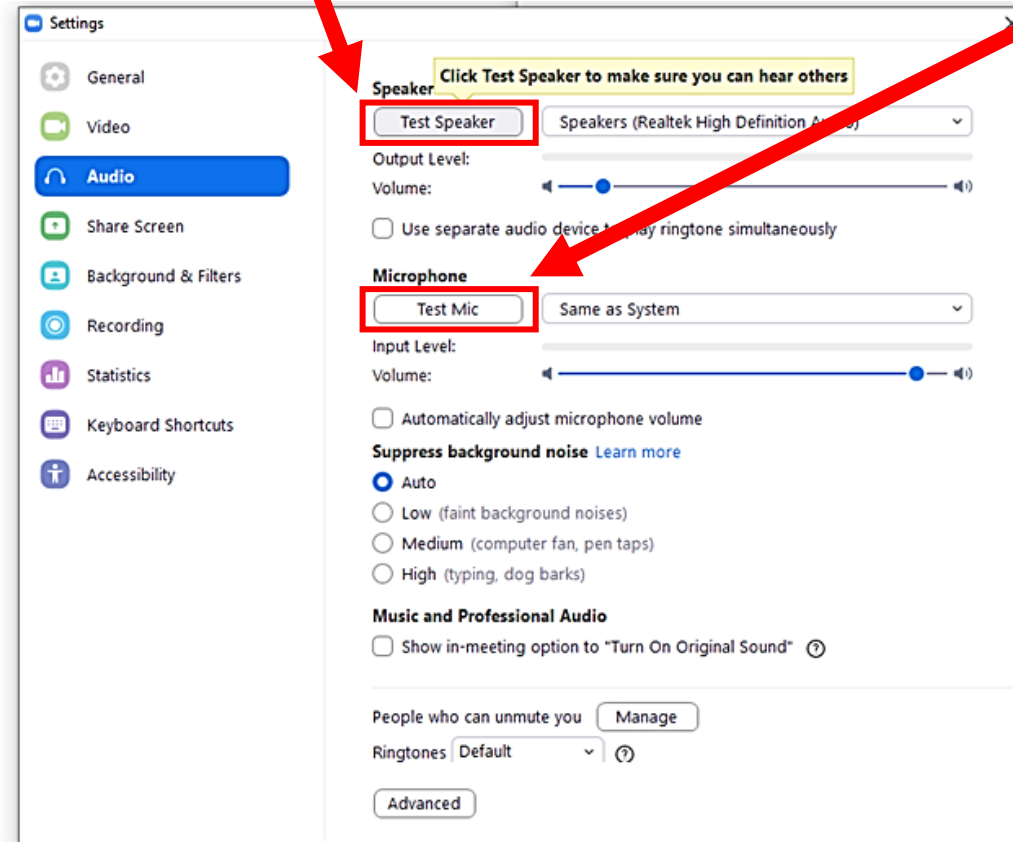 Settings
General
Video
Audio
Share Screen
Background & Filters
Recording
Statistics
Keyboard Shortcuts
Accessibility
Click Test Speaker to make sure you can hear others
Speaker
Test Speaker
Speakers (Realtek High Definition
Output Level:
Volume:
Use separate audio device to play ringtone simultaneously
Microphone
Test Mic
Same as System
Input Level:
Volume:
Automatically adjust microphone volume
Suppress background noise Learn more
Auto
Low (faint background noises)
Medium (computer fan, pen taps)
High (typing, dog barks)
Music and Professional Audio
Show in-meeting option to "Turn On Original Sound" ?
People who can unmute you Manage
Ringtones Default ?
Advanced